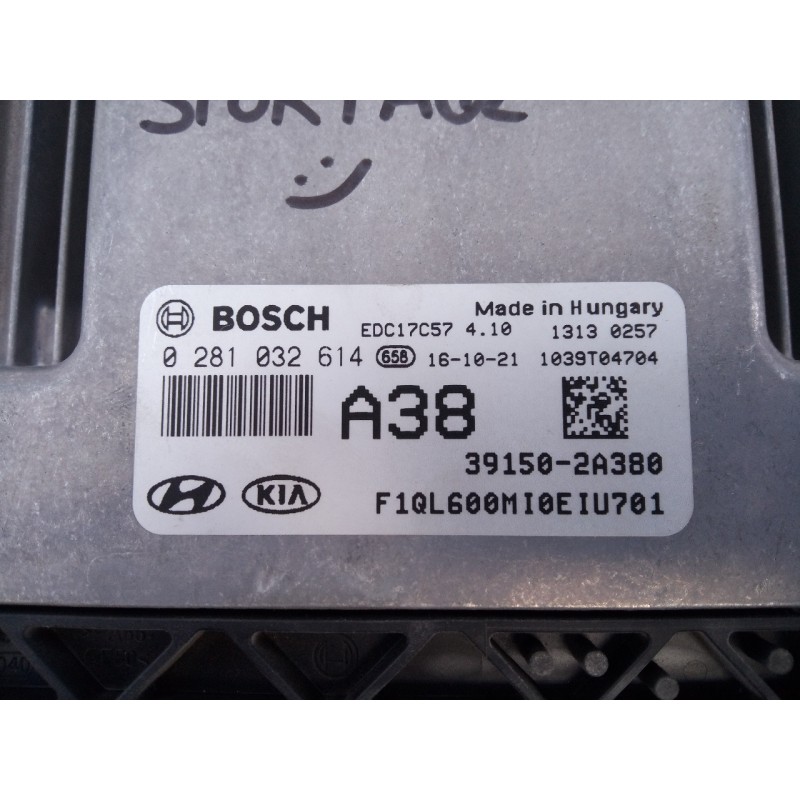 SPORTAGE
BOSCH Made in Hungary
EDC17C57 4.10 1313 0257
0 281 032 614 658 16-10-21 1039T04704
A38
39150-2A380
KIA F1QL600MI0EIU701